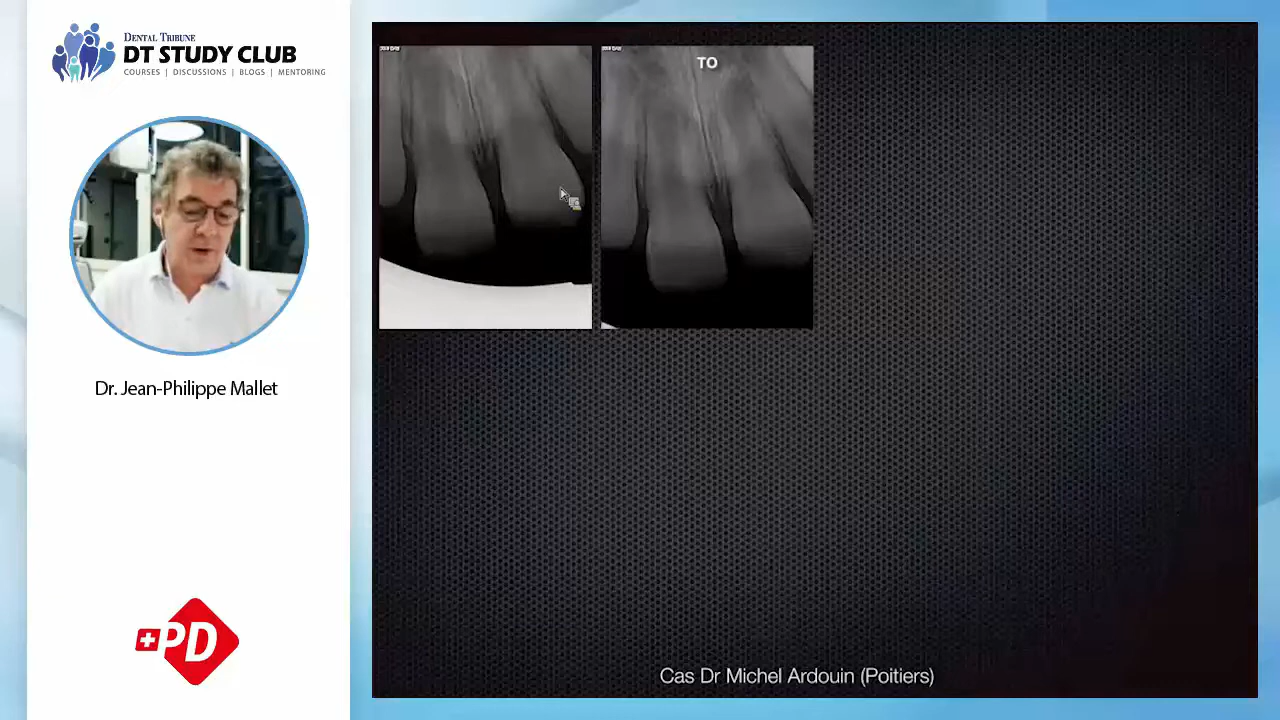 DENTAL TRIBUNE
DT STUDY CLUB
COURSES | DISCUSSIONS | BLOGS | MENTORING
Dr. Jean-Philippe Mallet
+PD
TO
Cas Dr Michel Ardouin (Poitiers)